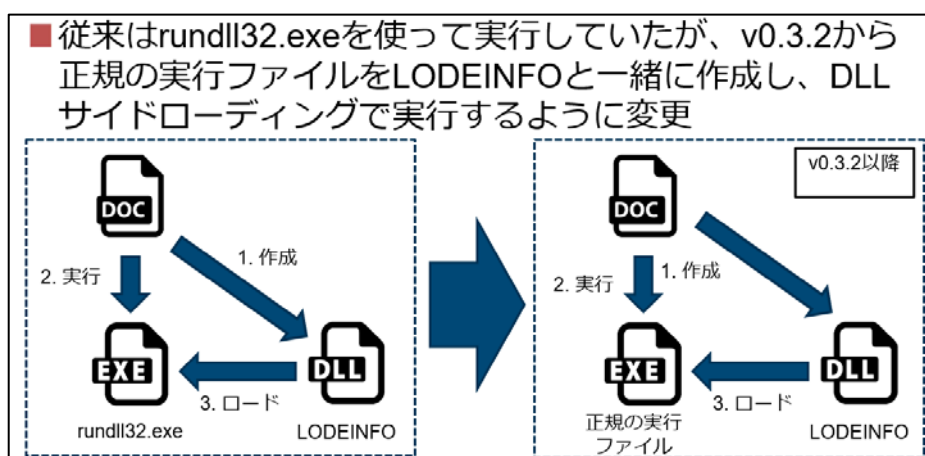 従来はrundll32.exeを使って実行していたが、v0.3.2から
正規の実行ファイルをLODEINFOと一緒に作成し、DLL
サイドローディングで実行するように変更
DOC
1. 作成
2. 実行
EXE
DLL
3. ロード
rundll32.exe
LODEINFO
v0.3.2以降
DOC
1. 作成
2. 実行
EXE
DLL
3. ロード
正規の実行
ファイル
LODEINFO